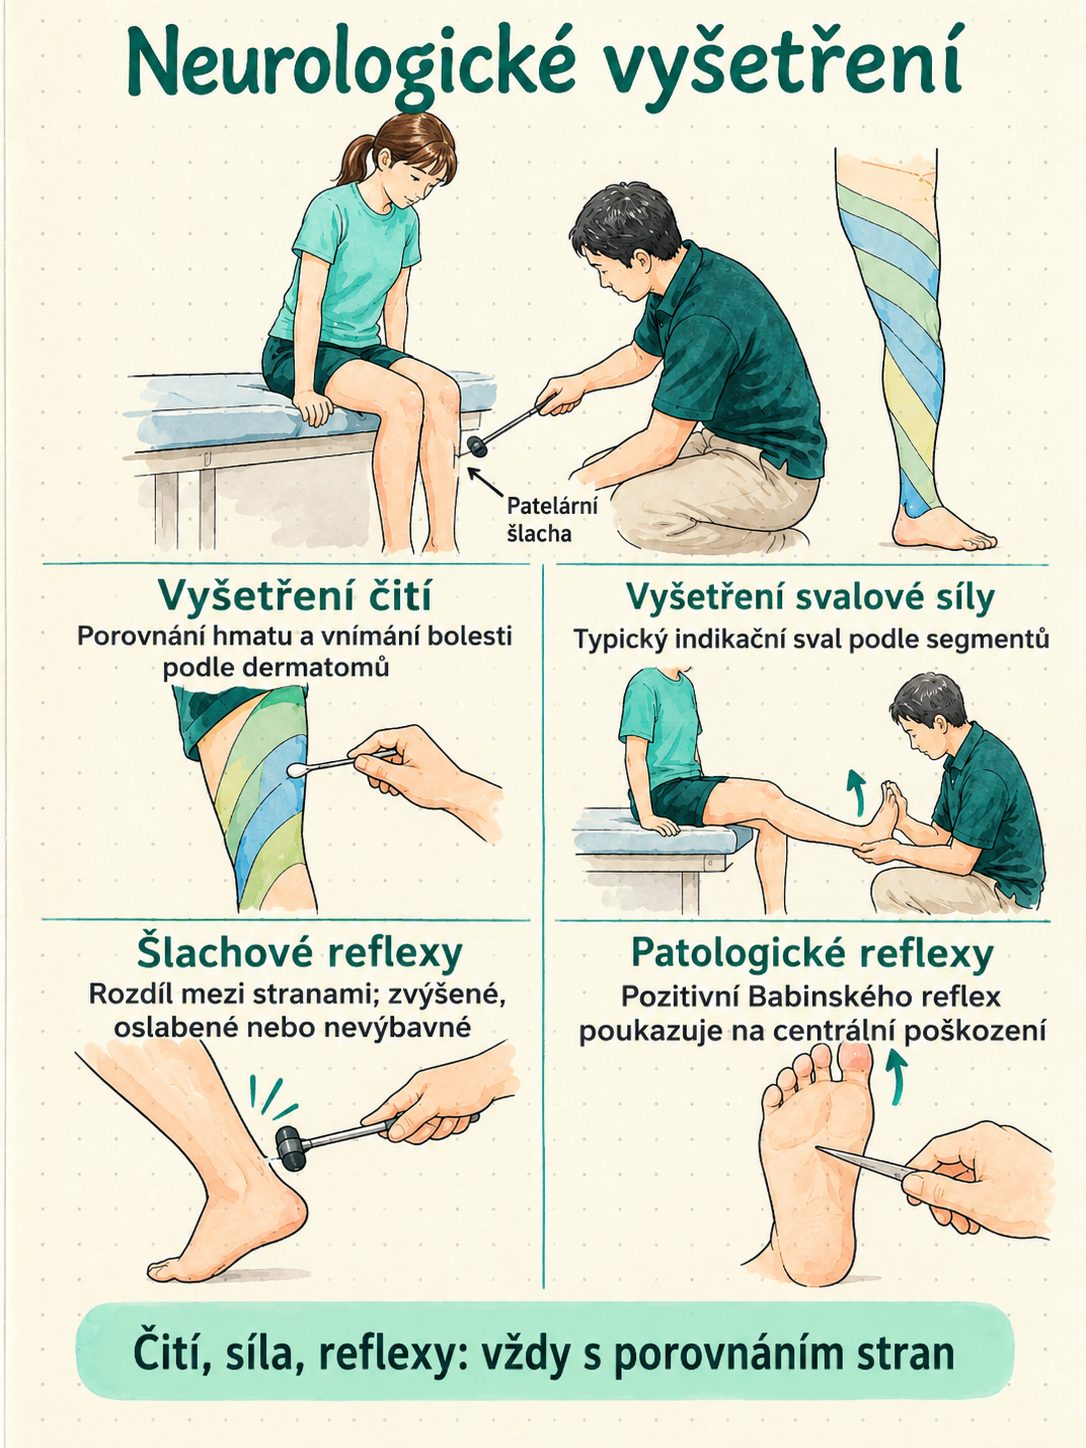 Neurologické vyšetření
Patelární
šlacha
Vyšetření čití
Porovnání hmatu a vnímání bolesti
podle dermatomů
Vyšetření svalové síly
Typický indikační sval podle segmentů
Šlachové reflexy
Rozdíl mezi stranami; zvýšené,
oslabené nebo nevýbavné
Patologické reflexy
Pozitivní Babinského reflex
poukazuje na centrální poškození
Čití, síla, reflexy: vždy s porovnáním stran